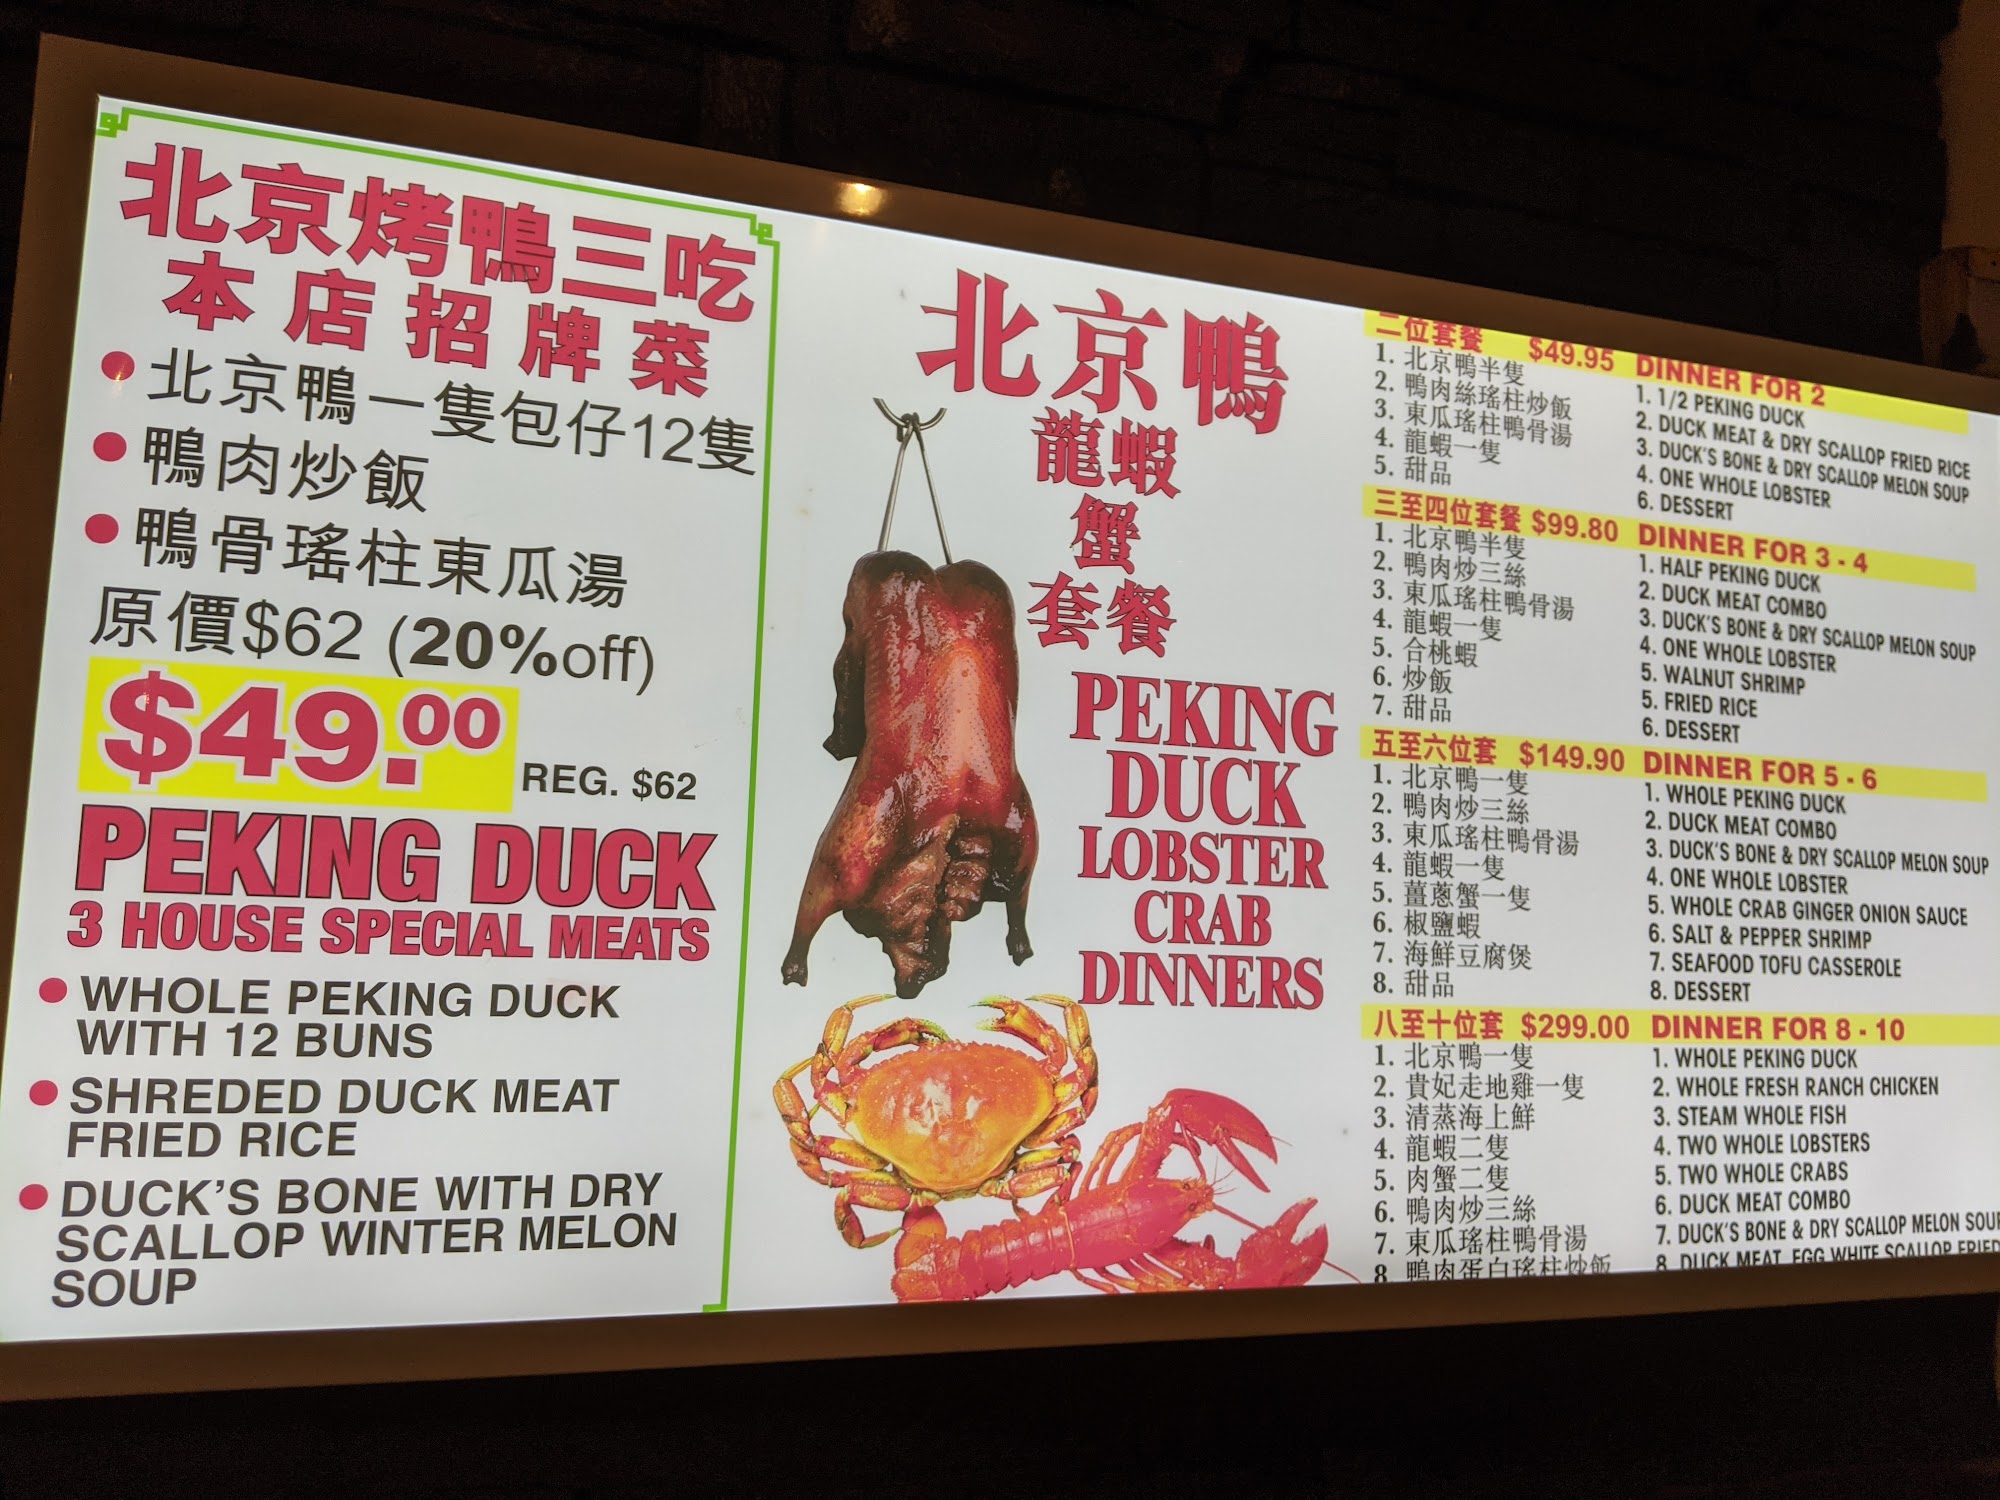 北京烤鴨三吃
本店招牌菜
● 北京鴨一隻包仔12隻
● 鴨肉炒飯
● 鴨骨瑤柱東瓜湯
原價$62 (20%off)
$49.00
REG. $62
PEKING DUCK
3 HOUSE SPECIAL MEATS
● WHOLE PEKING DUCK
WITH 12 BUNS
● SHREDED DUCK MEAT
FRIED RICE
● DUCK'S BONE WITH DRY
SCALLOP WINTER MELON
SOUP
北京鴨
龍蝦
蟹
套餐
PEKING
DUCK
LOBSTER
CRAB
DINNERS
二位套餐 $49.95 DINNER FOR 2
1. 北京鴨半隻
2. 鴨肉絲瑤柱炒飯
3. 東瓜瑤柱鴨骨湯
4. 龍蝦一隻
5. 甜品
1. 1/2 PEKING DUCK
2. DUCK MEAT & DRY SCALLOP FRIED RICE
3. DUCK'S BONE & DRY SCALLOP MELON SOUP
4. ONE WHOLE LOBSTER
6. DESSERT
三至四位套餐 $99.80 DINNER FOR 3 - 4
1. 北京鴨半隻
2. 鴨肉炒三絲
3. 東瓜瑤柱鴨骨湯
4. 龍蝦一隻
5. 合桃蝦
6. 炒飯
7. 甜品
1. HALF PEKING DUCK
2. DUCK MEAT COMBO
3. DUCK'S BONE & DRY SCALLOP MELON SOUP
4. ONE WHOLE LOBSTER
5. WALNUT SHRIMP
5. FRIED RICE
6. DESSERT
五至六位套 $149.90 DINNER FOR 5 - 6
1. 北京鴨一隻
2. 鴨肉炒三絲
3. 東瓜瑤柱鴨骨湯
4. 龍蝦一隻
5. 薑蔥蟹一隻
6. 椒鹽蝦
7. 海鮮豆腐煲
8. 甜品
1. WHOLE PEKING DUCK
2. DUCK MEAT COMBO
3. DUCK'S BONE & DRY SCALLOP MELON SOUP
4. ONE WHOLE LOBSTER
5. WHOLE CRAB GINGER ONION SAUCE
6. SALT & PEPPER SHRIMP
7. SEAFOOD TOFU CASSEROLE
8. DESSERT
八至十位套 $299.00 DINNER FOR 8 - 10
1. 北京鴨一隻
2. 貴妃走地雞一隻
3. 清蒸海上鮮
4. 龍蝦二隻
5. 肉蟹二隻
6. 鴨肉炒三絲
7. 東瓜瑤柱鴨骨湯
8. 鴨肉蛋白瑤柱炒飯
1. WHOLE PEKING DUCK
2. WHOLE FRESH RANCH CHICKEN
3. STEAM WHOLE FISH
4. TWO WHOLE LOBSTERS
5. TWO WHOLE CRABS
6. DUCK MEAT COMBO
7. DUCK'S BONE & DRY SCALLOP MELON SOUP
8. DUCK MEAT, EGG WHITE SCALLOP FRIED